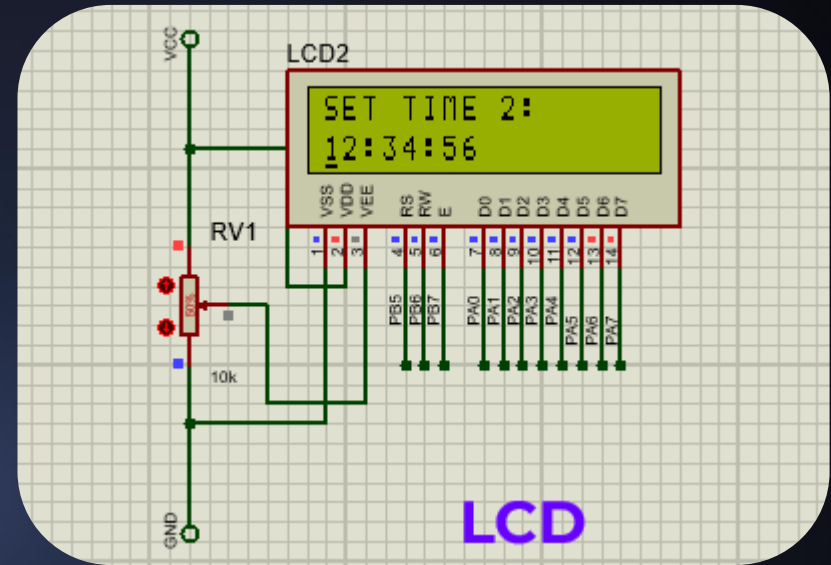 VCC
LCD2
SET TIME 2:
12:34:56
VSS VDD VEE RS RW E D0 D1 D2 D3 D4 D5 D6 D7
RV1
1 2 3 4 5 6 7 8 9 10 11 12 13 14
50%
PB5 PB6 PB7 PA0 PA1 PA2 PA3 PA4 PA5 PA6 PA7
10k
GND
LCD